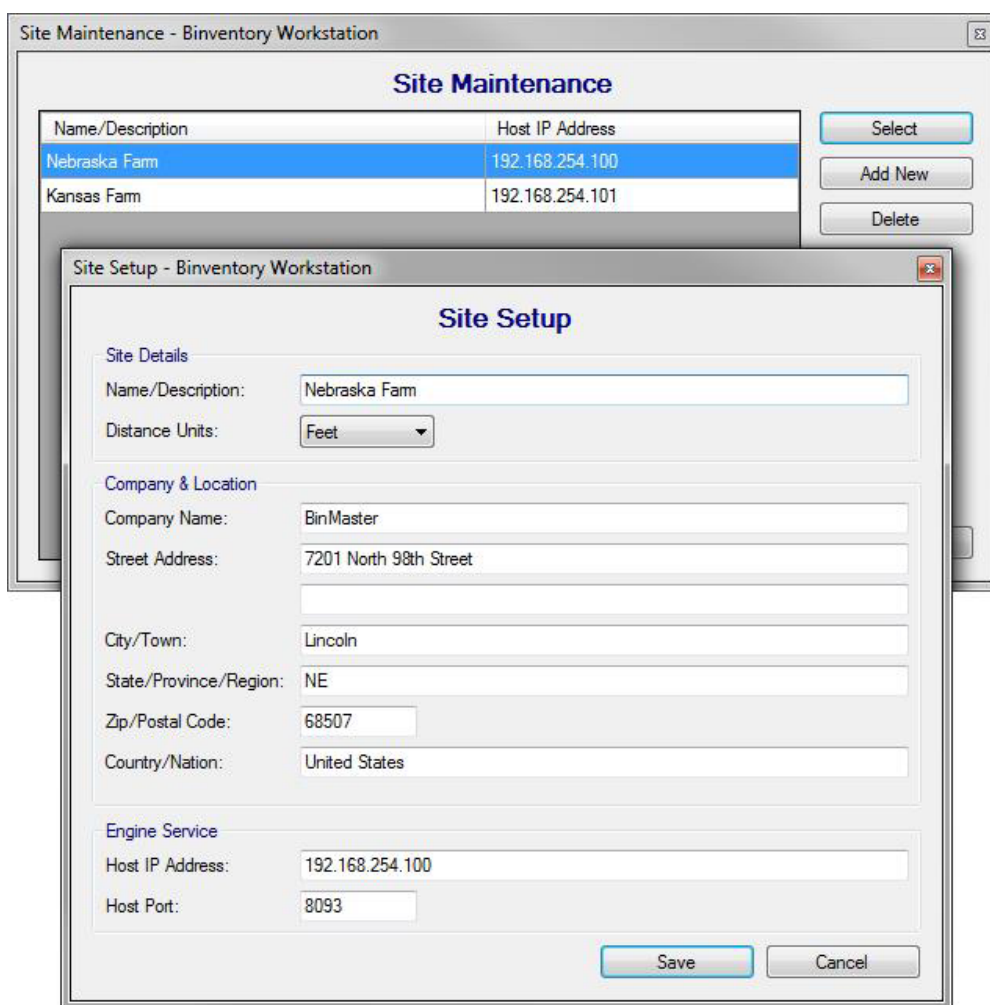 Site Maintenance - Binventory Workstation
Site Maintenance
Name/Description Host IP Address
Nebraska Farm 192.168.254.100
Kansas Farm 192.168.254.101
Select
Add New
Delete
Site Setup - Binventory Workstation
Site Setup
Site Details
Name/Description: Nebraska Farm
Distance Units: Feet
Company & Location
Company Name: BinMaster
Street Address: 7201 North 98th Street
City/Town: Lincoln
State/Province/Region: NE
Zip/Postal Code: 68507
Country/Nation: United States
Engine Service
Host IP Address: 192.168.254.100
Host Port: 8093
Save Cancel